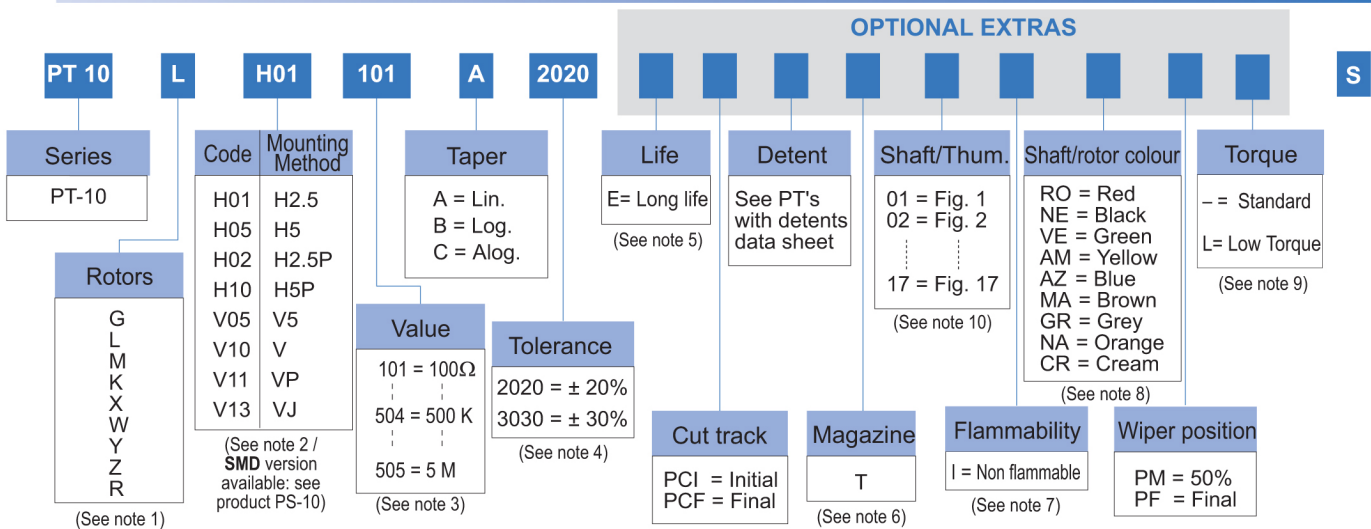 OPTIONAL EXTRAS
PT 10 L H01 101 A 2020 S
Series
PT-10
Rotors
G
L
M
K
X
W
Y
Z
R
(See note 1)
Code Mounting Method
H01 H2.5
H05 H5
H02 H2.5P
H10 H5P
V05 V5
V10 V
V11 VP
V13 VJ
(See note 2 /
SMD version
available: see
product PS-10)
Value
101 = 100Ω
504 = 500 K
505 = 5 M
(See note 3)
Taper
A = Lin.
B = Log.
C = Alog.
Tolerance
2020 = ± 20%
3030 = ± 30%
(See note 4)
Life
E= Long life
(See note 5)
Cut track
PCI = Initial
PCF = Final
Detent
See PT's
with detents
data sheet
Magazine
T
(See note 6)
Shaft/Thum.
01 = Fig. 1
02 = Fig. 2
17 = Fig. 17
(See note 10)
Flammability
I = Non flammable
(See note 7)
Shaft/rotor colour
RO = Red
NE = Black
VE = Green
AM = Yellow
AZ = Blue
MA = Brown
GR = Grey
NA = Orange
CR = Cream
(See note 8)
Wiper position
PM = 50%
PF = Final
Torque
– = Standard
L= Low Torque
(See note 9)